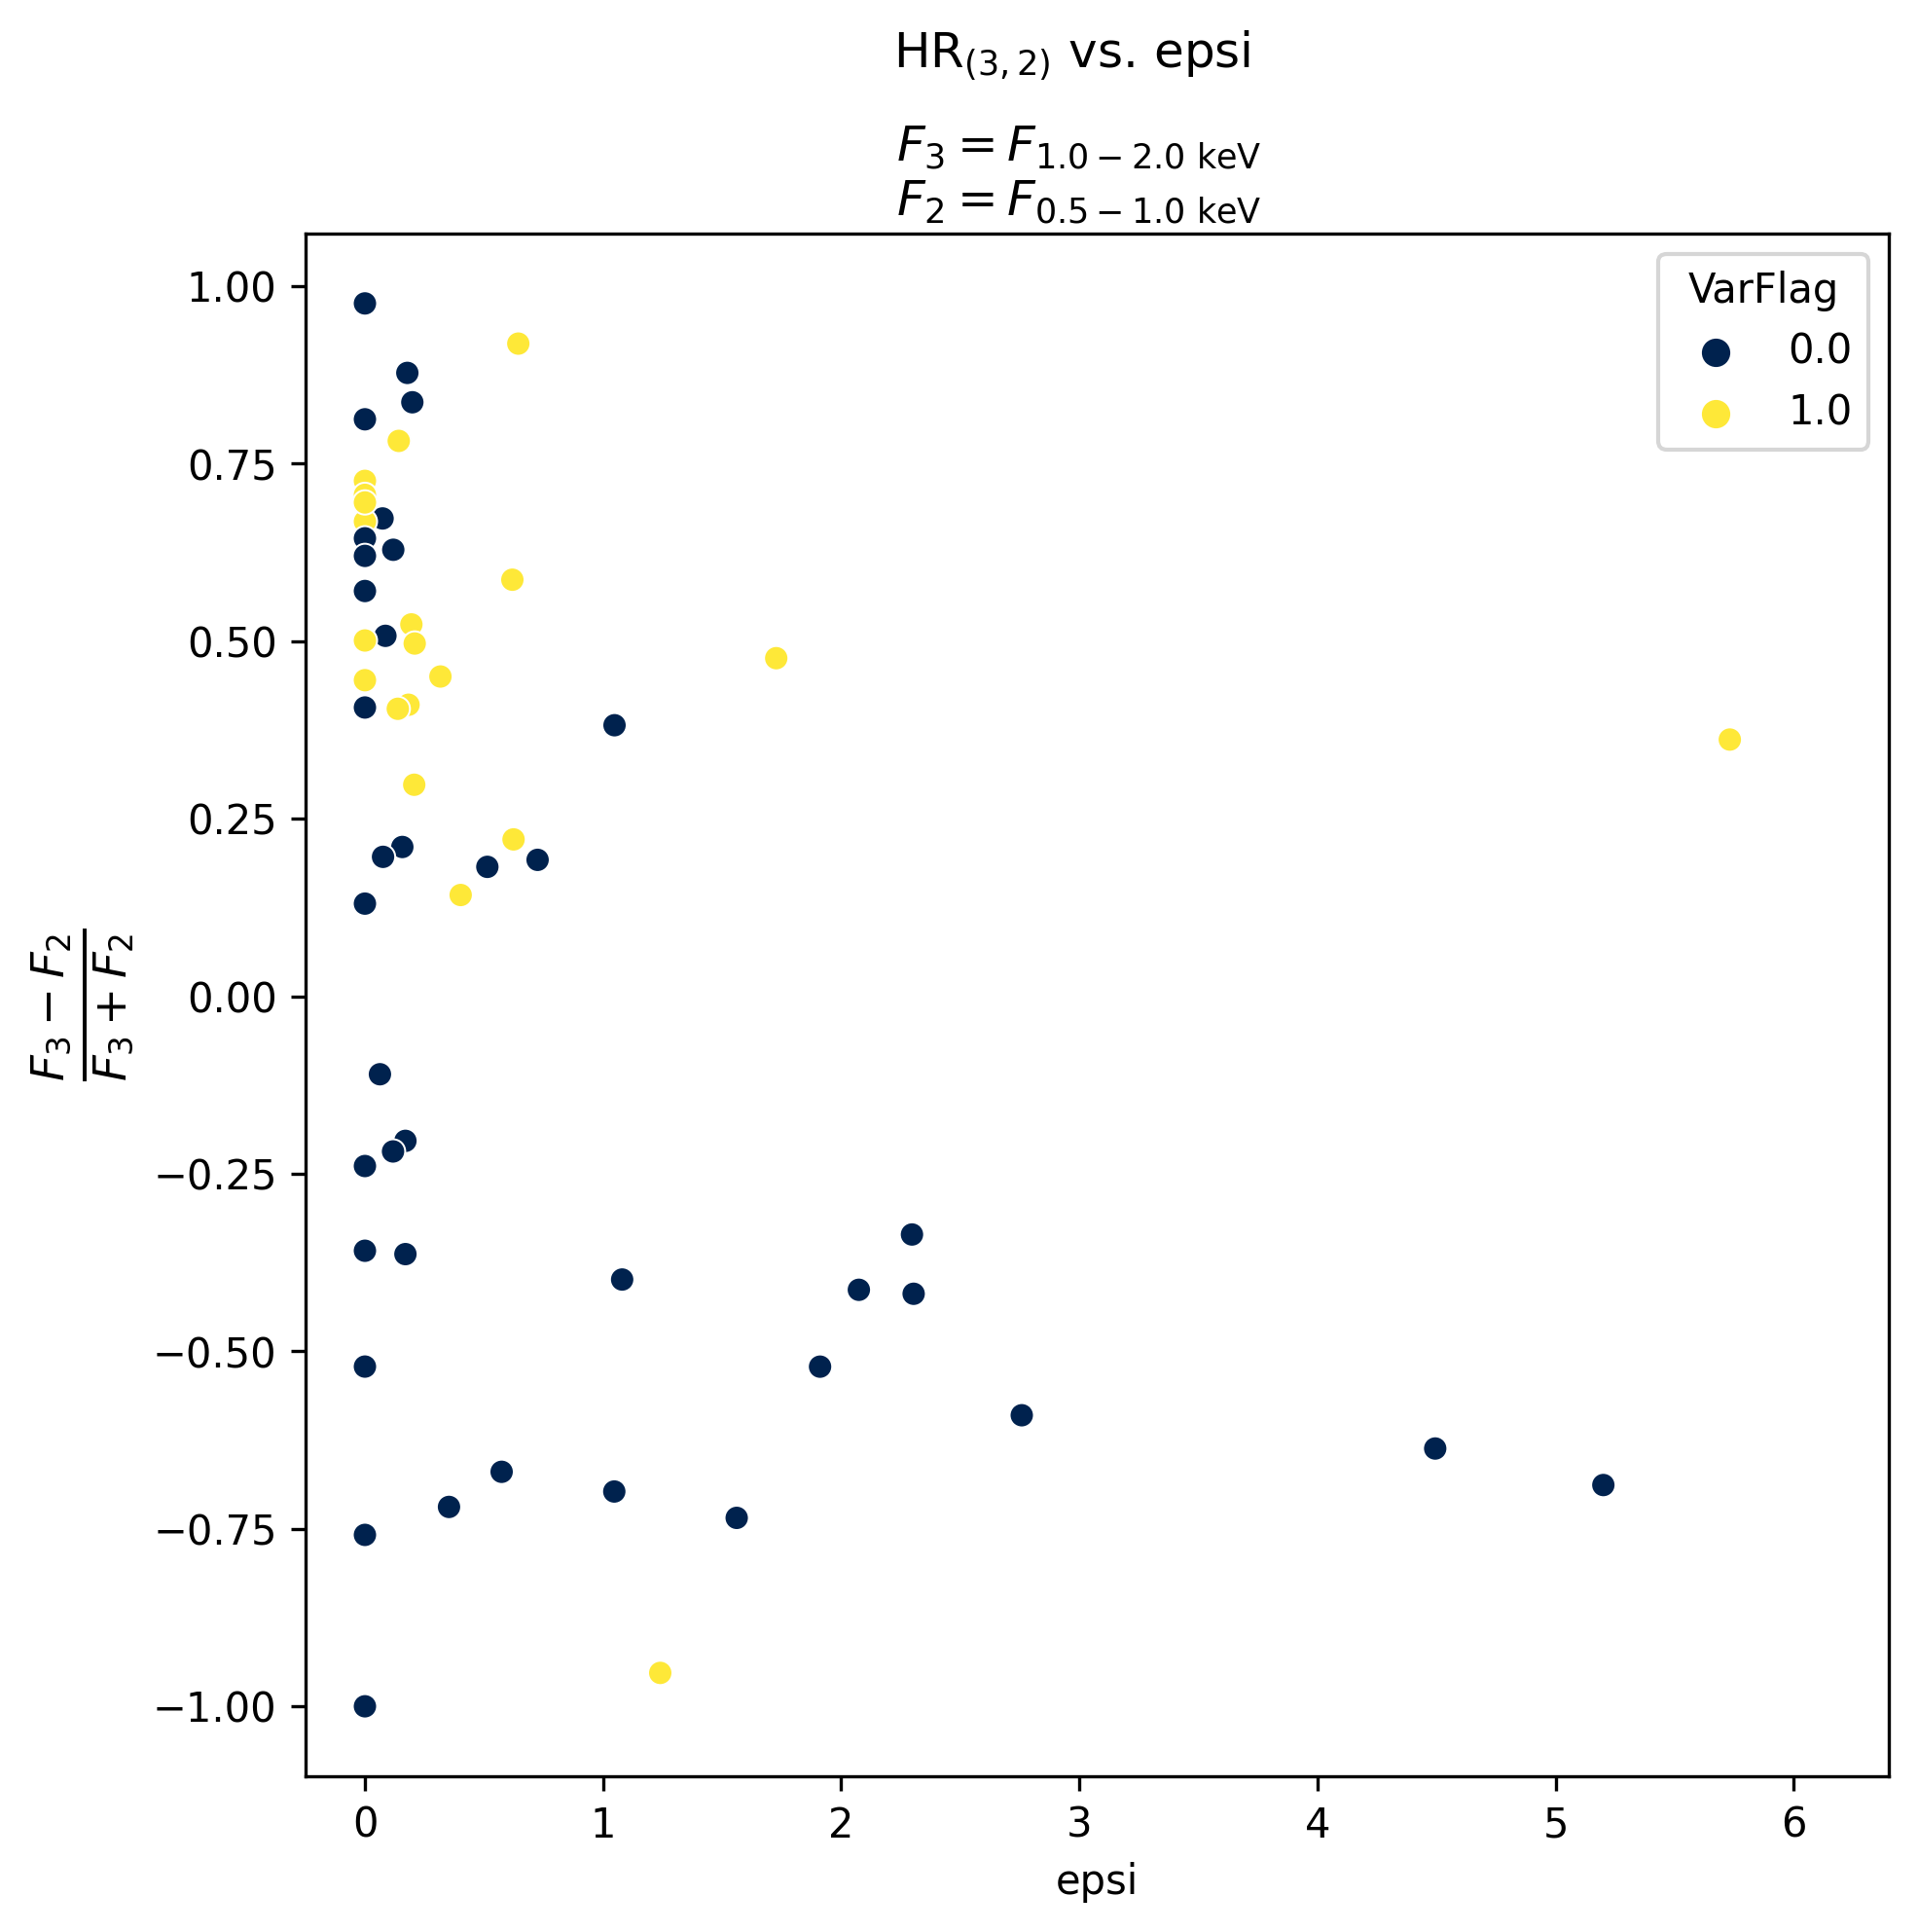 HR(3, 2) vs. epsi
F3 = F1.0 − 2.0 keV
F2 = F0.5 − 1.0 keV
VarFlag
0.0
1.0
1.00
0.75
0.50
0.25
0.00
−0.25
−0.50
−0.75
−1.00
F3 − F2
F3 + F2
0 1 2 3 4 5 6
epsi